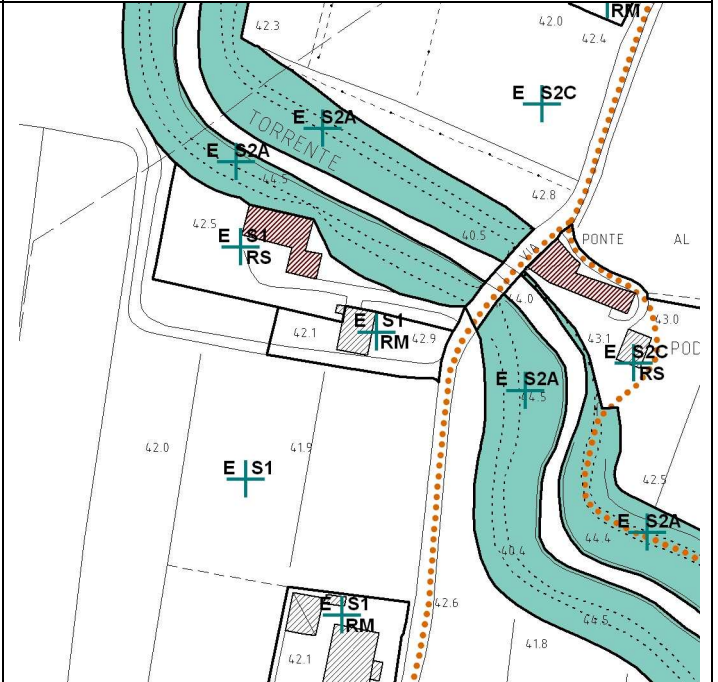 RM
42.3
42.0
42.4
E S2C
E S2A
TORRENTE
E S2A
44.5
42.8
42.5
E S1
RS
40.5
VIA
PONTE AL
44.0
43.0
42.1
E S1
RM
42.9
43.1
E S2C
RS
POD
E S2A
44.5
42.0
41.9
E S1
42.5
E S2A
44.4
40.4
E S1
RM
42.6
44.5
42.1
41.8